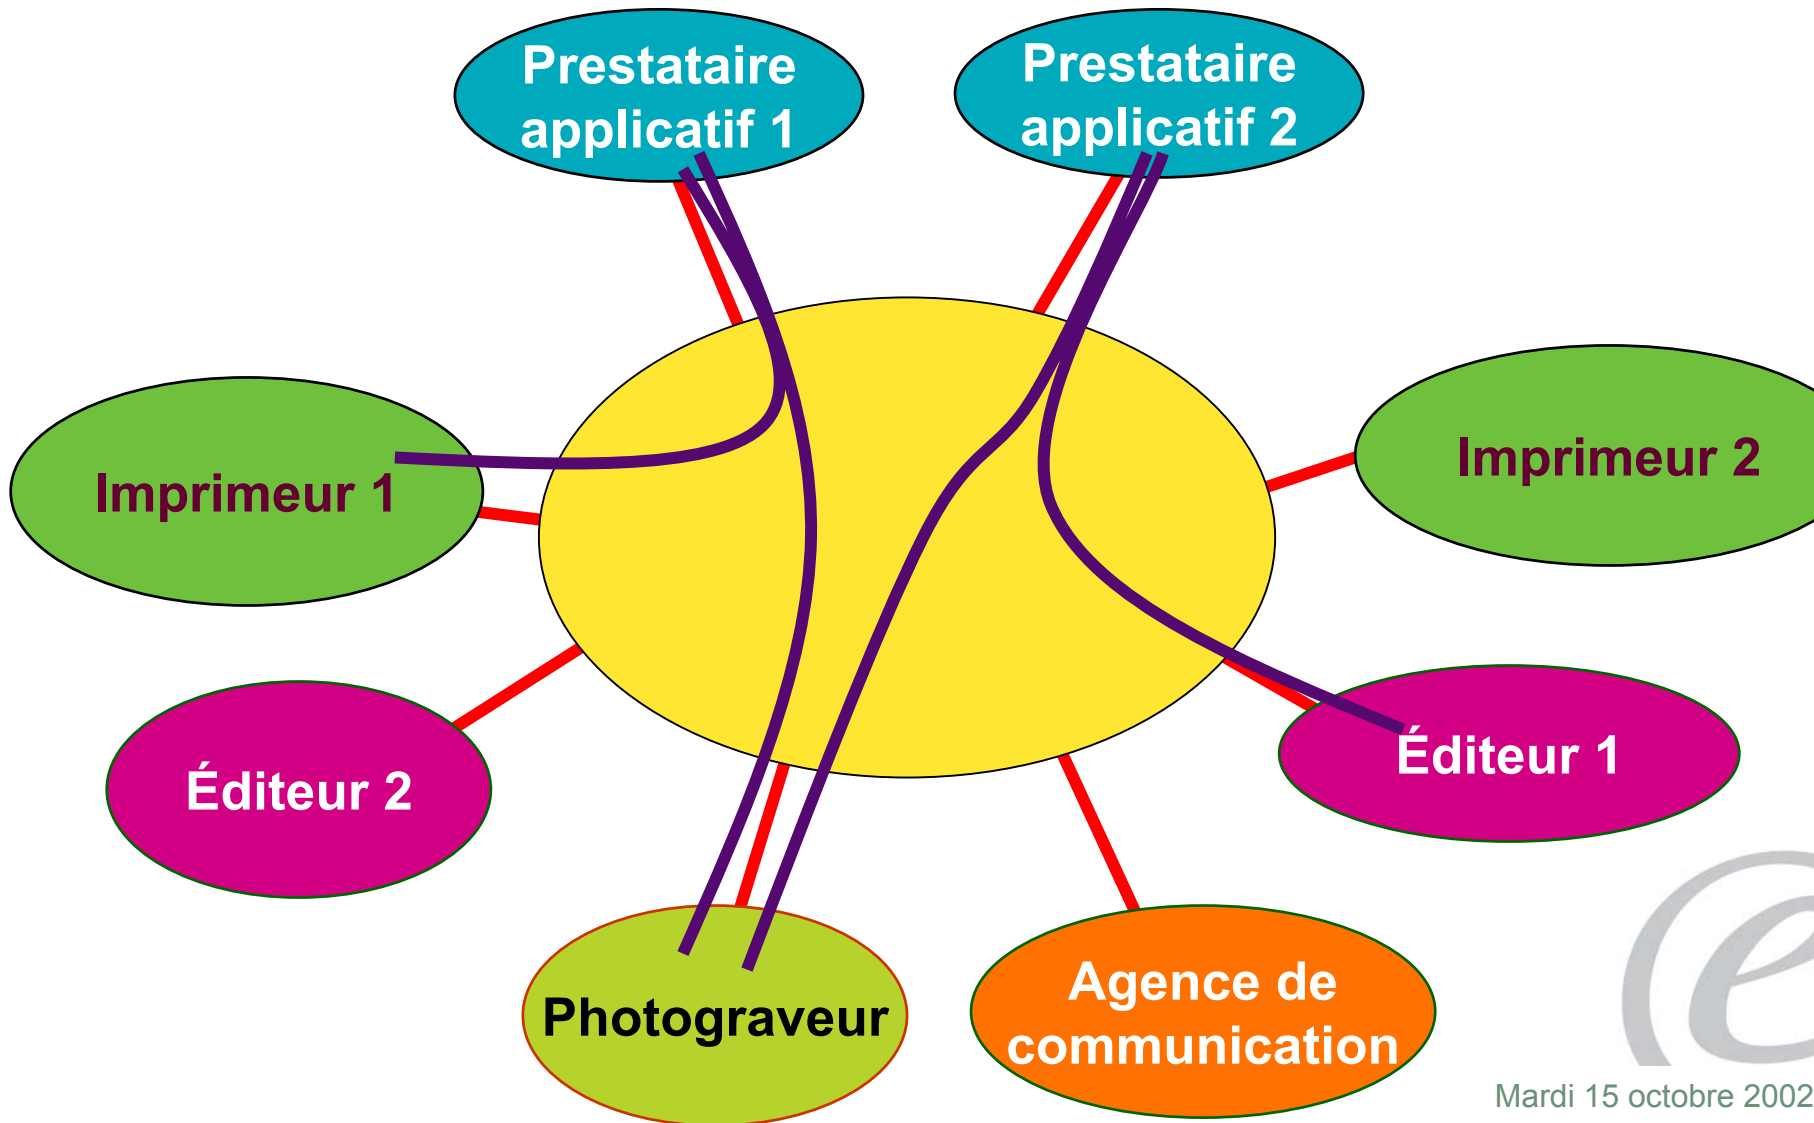 Prestataire
applicatif 1
Prestataire
applicatif 2
Imprimeur 1
Imprimeur 2
Éditeur 2
Éditeur 1
Photograveur
Agence de
communication
Mardi 15 octobre 2002